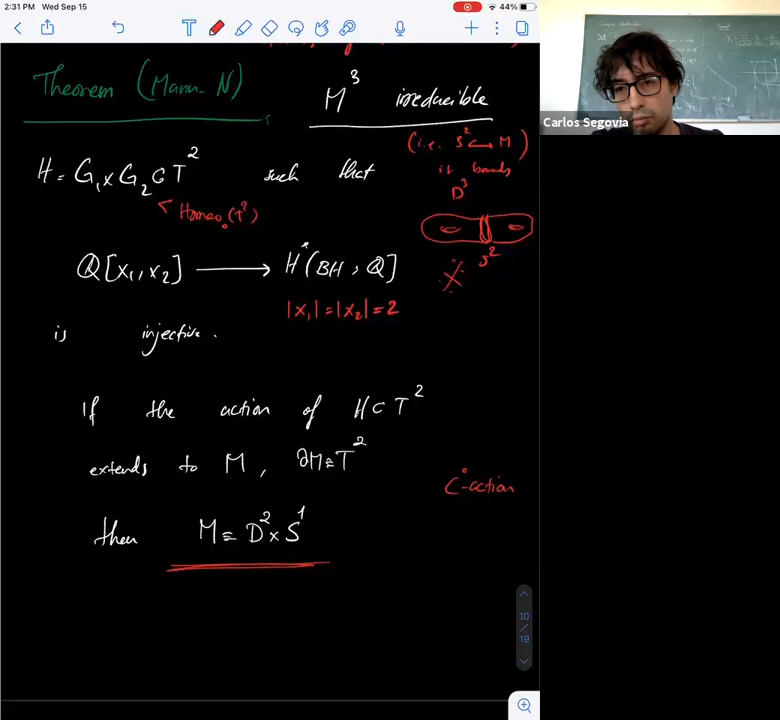 2:31 PM Wed Sep 15
44%
Theorem (Mann-N)
M³ irreducible
(i.e. S² ↪ M)
it bands
D³
H = G₁ x G₂ C T² such that
< Homeo₀(T²)
S²
Q[x₁, x₂] ⟶ H*(BH, Q]
|x₁| = |x₂| = 2
is injective.
If the action of H C T²
extends to M, ∂M ≅ T²
C⁰-action
then M ≅ D² x S¹
10
/
19
Carlos Segovia